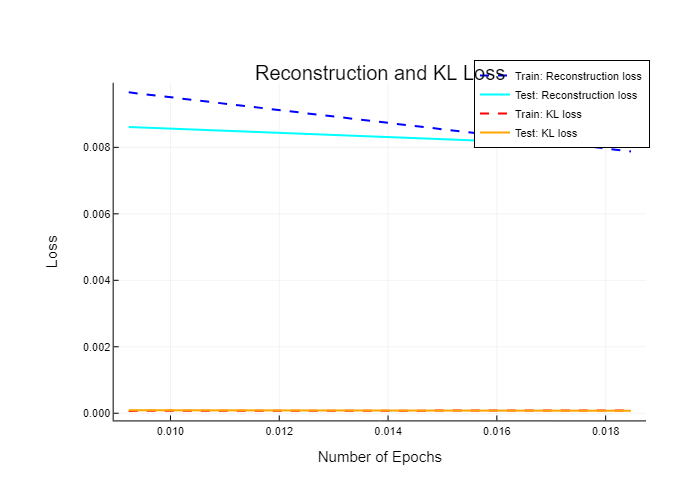 Reconstruction and KL Loss
Train: Reconstruction loss
Test: Reconstruction loss
Train: KL loss
Test: KL loss
0.008
0.006
0.004
0.002
0.000
Loss
0.010 0.012 0.014 0.016 0.018
Number of Epochs